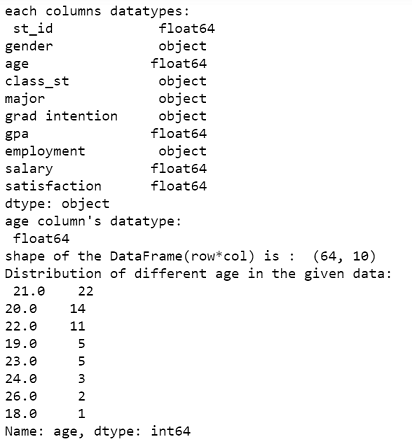 each columns datatypes:
 st_id              float64
gender             object
age               float64
class_st           object
major              object
grad intention     object
gpa               float64
employment         object
salary            float64
satisfaction      float64
dtype: object
age column's datatype:
 float64
shape of the DataFrame(row*col) is :  (64, 10)
Distribution of different age in the given data:
 21.0    22
20.0    14
22.0    11
19.0     5
23.0     5
24.0     3
26.0     2
18.0     1
Name: age, dtype: int64